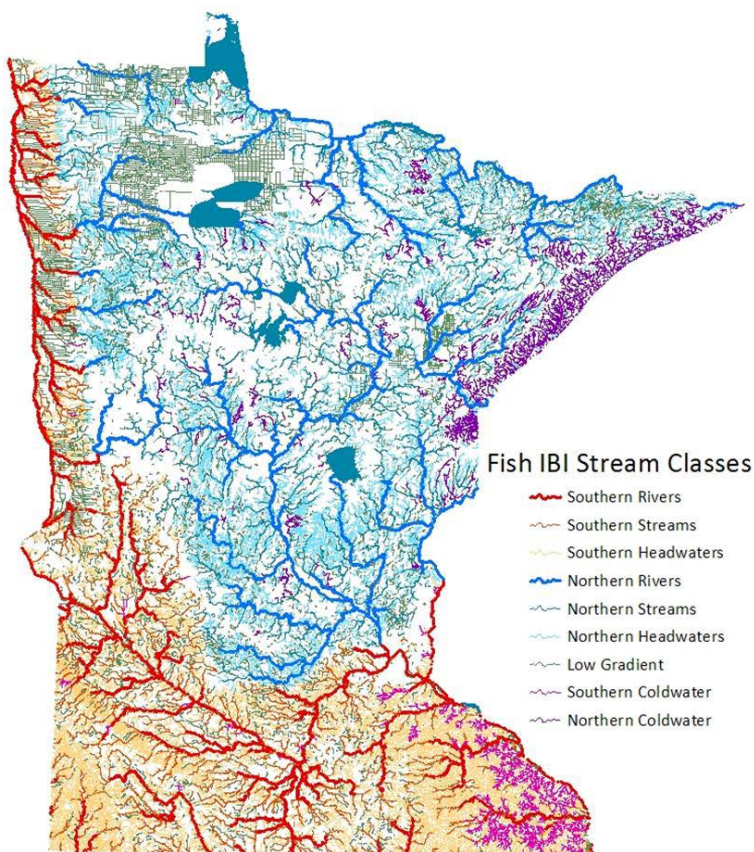 Fish IBI Stream Classes
Southern Rivers
Southern Streams
Southern Headwaters
Northern Rivers
Northern Streams
Northern Headwaters
Low Gradient
Southern Coldwater
Northern Coldwater